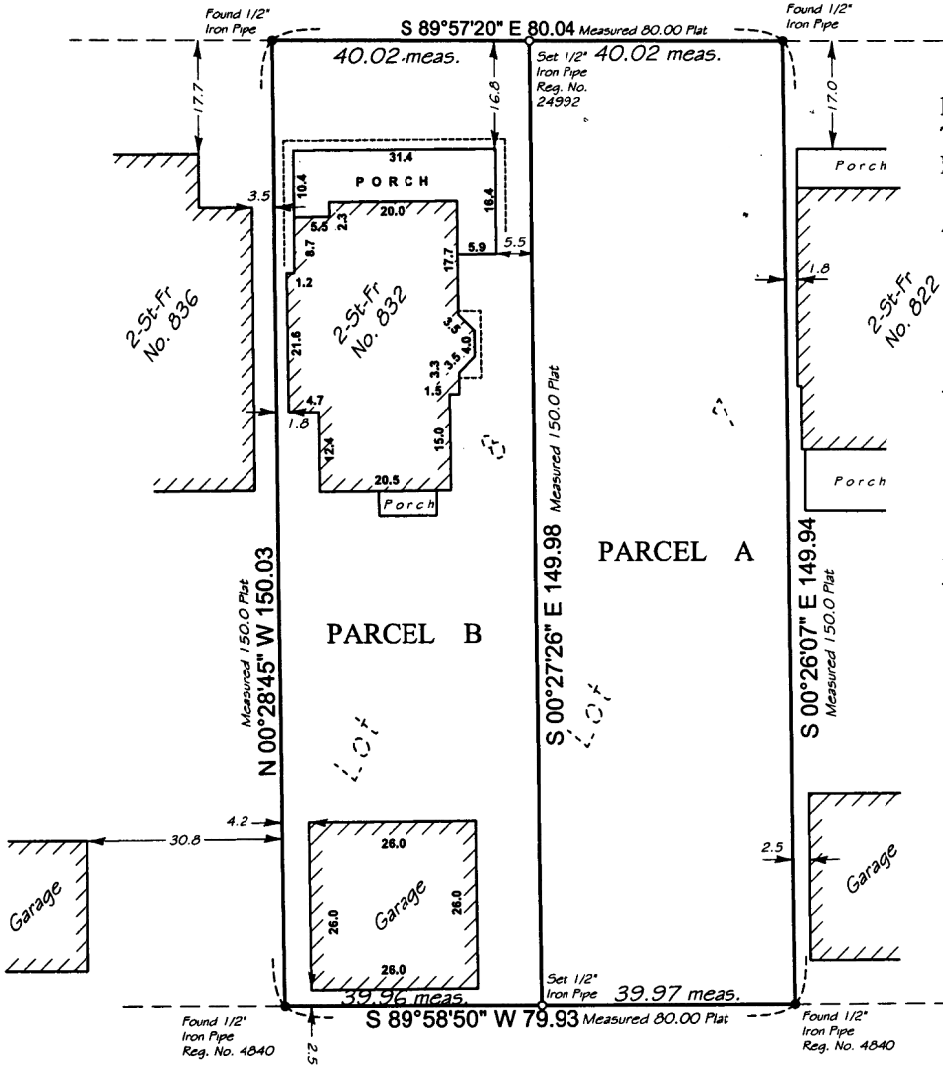 Found 1/2"
Iron Pipe
S 89°57'20" E 80.04 Measured 80.00 Plat
Found 1/2"
Iron Pipe
40.02 meas.
Set 1/2"
Iron Pipe
Reg. No.
24992
40.02 meas.
17.7
16.8
17.0
31.4
PORCH
Porch
3.5
10.4
16.4
5.5
2.3
20.0
8.7
17.7
5.9
5.5
1.2
1.8
2-St-Fr
No. 836
2-St-Fr
No. 832
2-St-Fr
No. 822
21.6
3.5
4.0
3.5
3.3
1.5
4.7
1.8
12.4
15.0
20.5
Porch
Porch
8
7
N 00°28'45" W 150.03
Measured 150.0 Plat
S 00°27'26" E 149.98 Measured 150.0 Plat
S 00°26'07" E 149.94
Measured 150.0 Plat
PARCEL A
PARCEL B
Lot
Lot
4.2
30.8
26.0
2.5
Garage
Garage
Garage
26.0
26.0
26.0
39.96 meas.
Set 1/2"
Iron Pipe
39.97 meas.
S 89°58'50" W 79.93 Measured 80.00 Plat
Found 1/2'
Iron Pipe
Reg. No. 4840
2.5
Found 1/2"
Iron Pipe
Reg. No. 4840